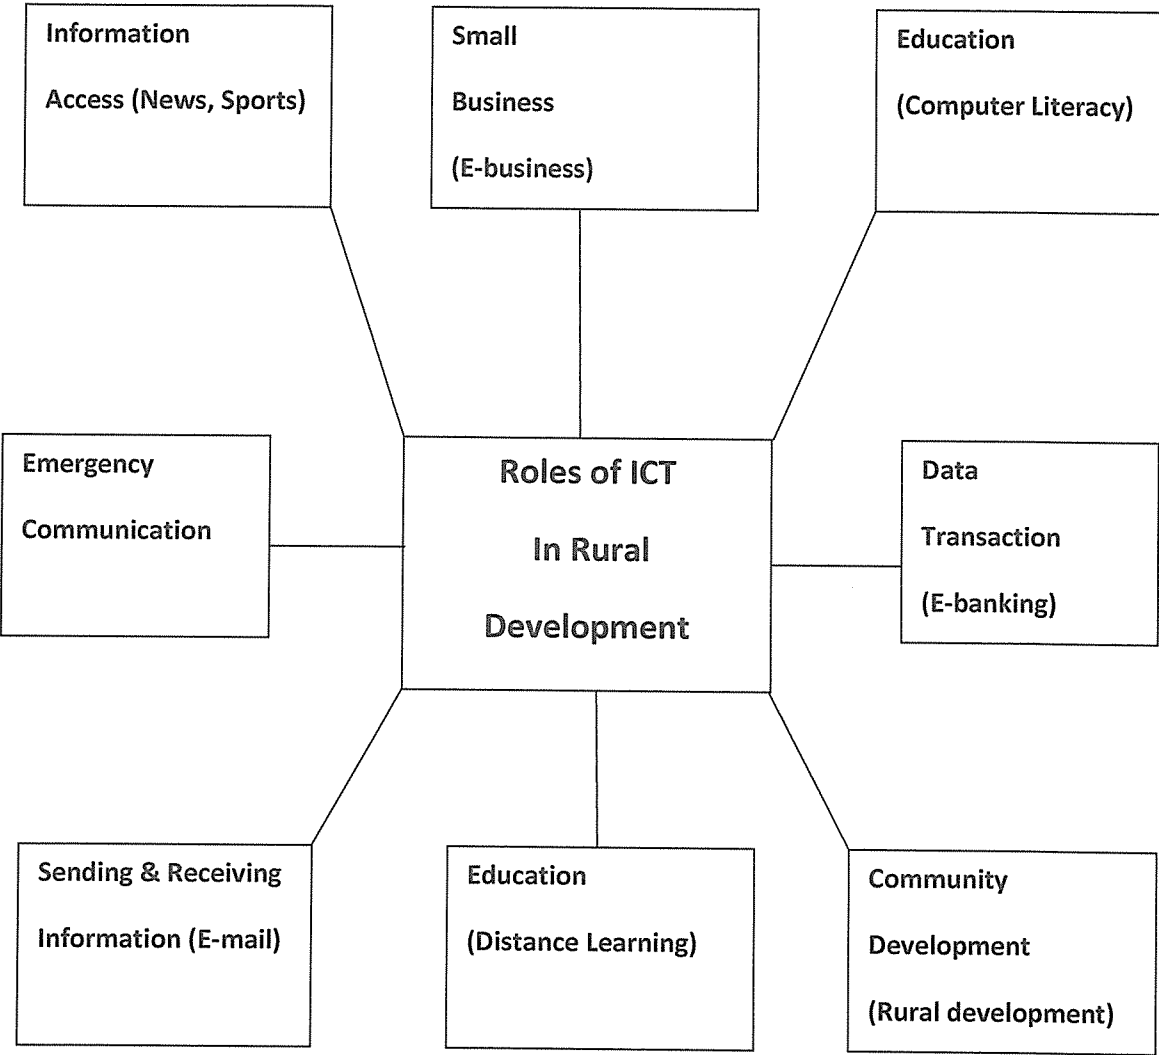 Information
Access (News, Sports)
Small
Business
(E-business)
Education
(Computer Literacy)
Emergency
Communication
Roles of ICT
In Rural
Development
Data
Transaction
(E-banking)
Sending & Receiving
Information (E-mail)
Education
(Distance Learning)
Community
Development
(Rural development)